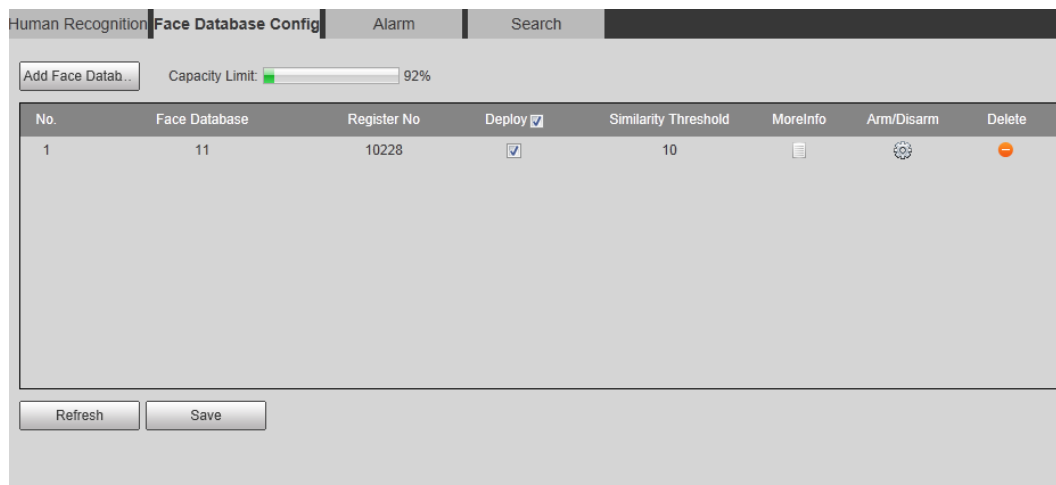 Human Recognition Face Database Config Alarm Search
Add Face Datab... Capacity Limit: 92%
No. Face Database Register No Deploy Similarity Threshold MoreInfo Arm/Disarm Delete
1 11 10228 10
Refresh Save